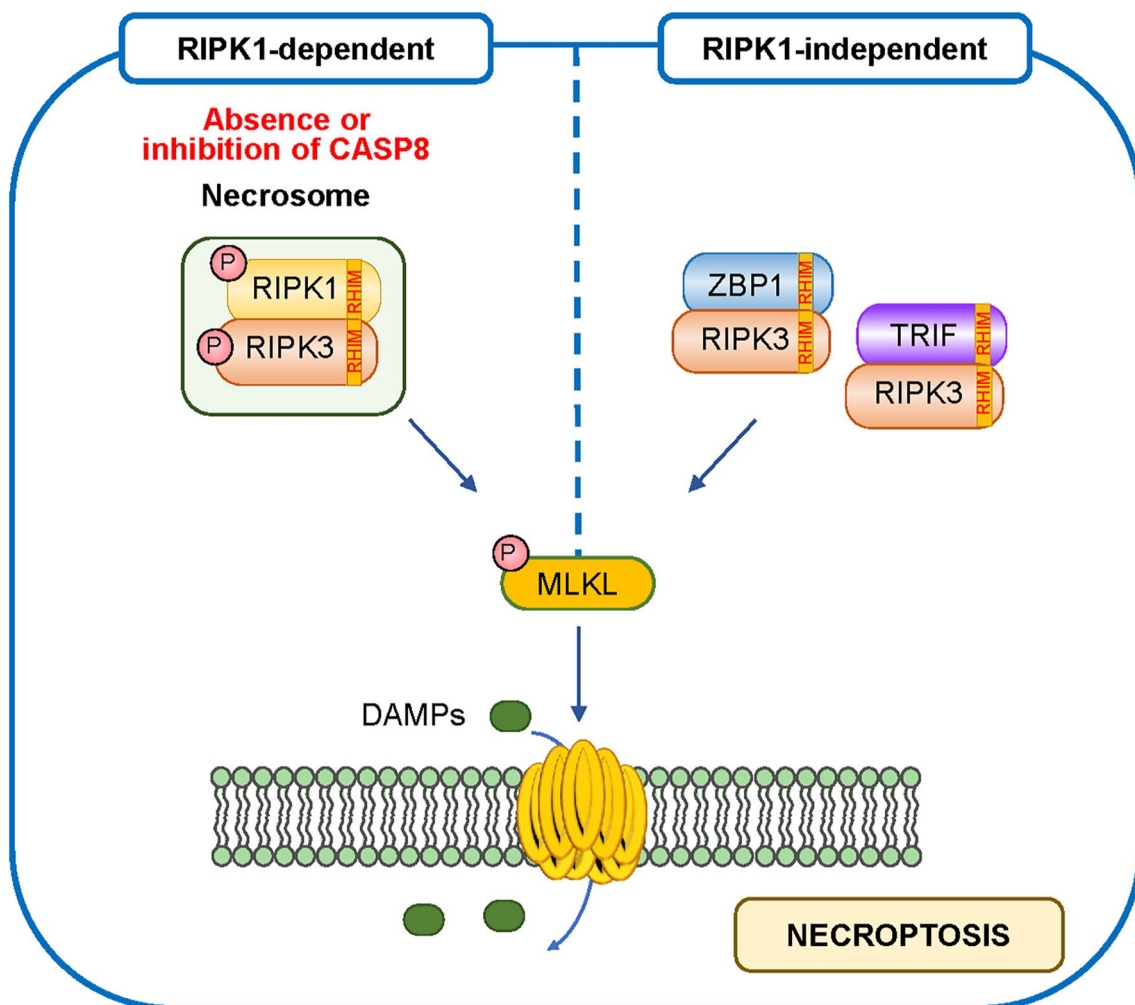 RIPK1-dependent
RIPK1-independent
Absence or
inhibition of CASP8
Necrosome
P
RIPK1
RHIM
P
RIPK3
RHIM
ZBP1
RHIM
RIPK3
RHIM
TRIF
RHIM
RIPK3
RHIM
P
MLKL
DAMPs
NECROPTOSIS